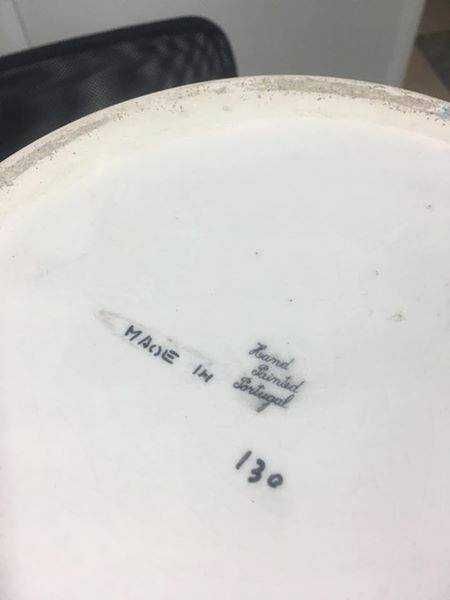 MADE IN
Hand
Painted
Portugal
130